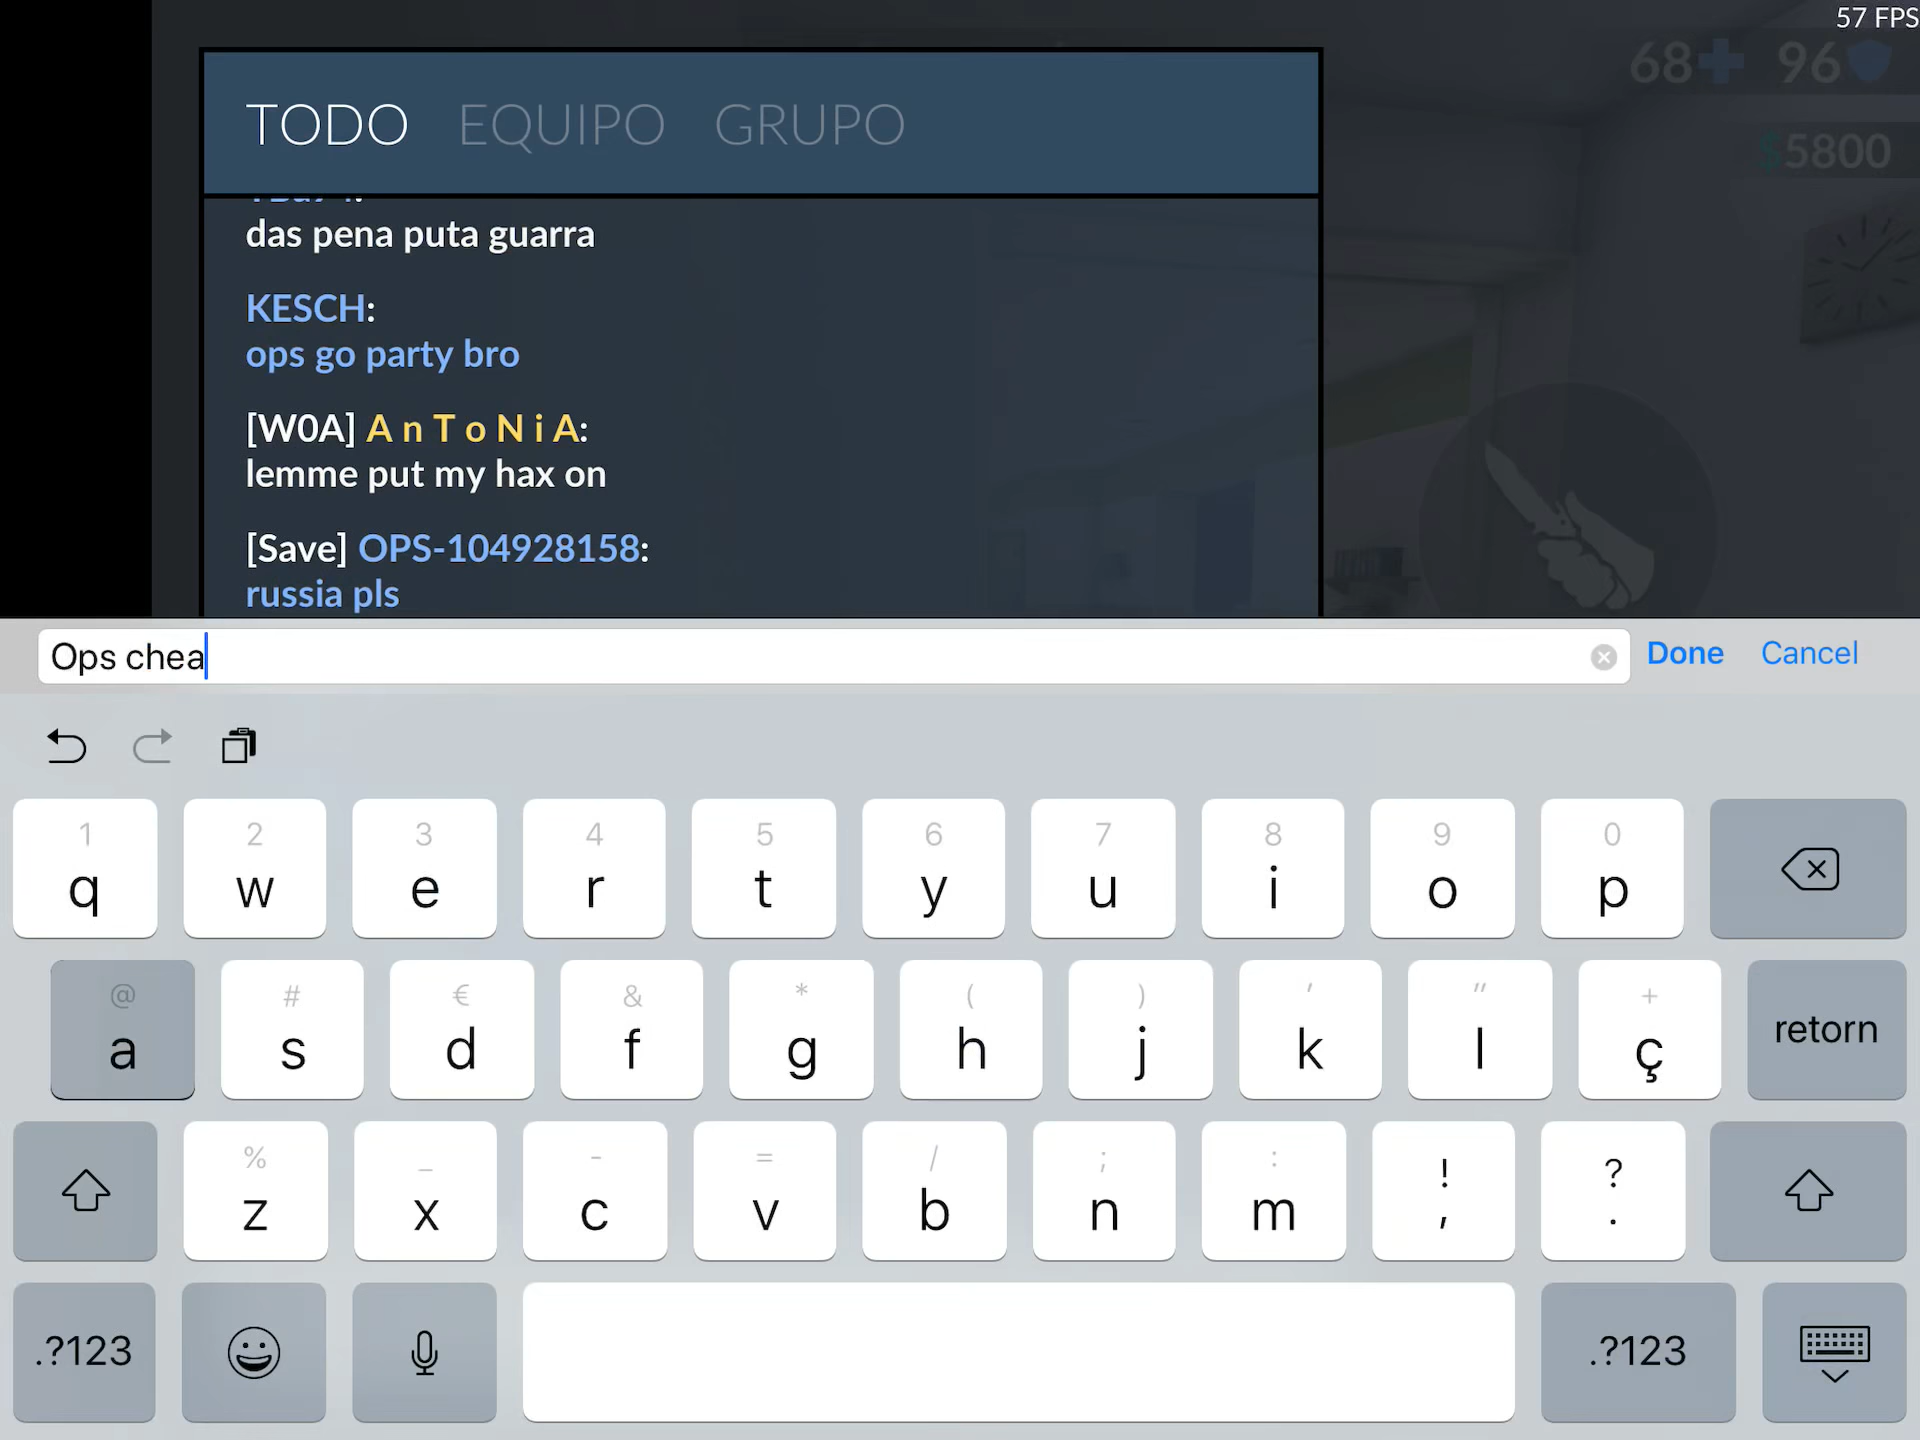 57 FPS
68 96
$5800
TODO EQUIPO GRUPO
das pena puta guarra
KESCH:
ops go party bro
[W0A] A n T o N i A:
lemme put my hax on
[Save] OPS-104928158:
russia pls
Ops chea
Done Cancel
1 2 3 4 5 6 7 8 9 0
q w e r t y u i o p
@ # € & * ( ) ' " +
a s d f g h j k l ç retorn
% _ - = / ; : ! ?
z x c v b n m , .
.?123 .?123